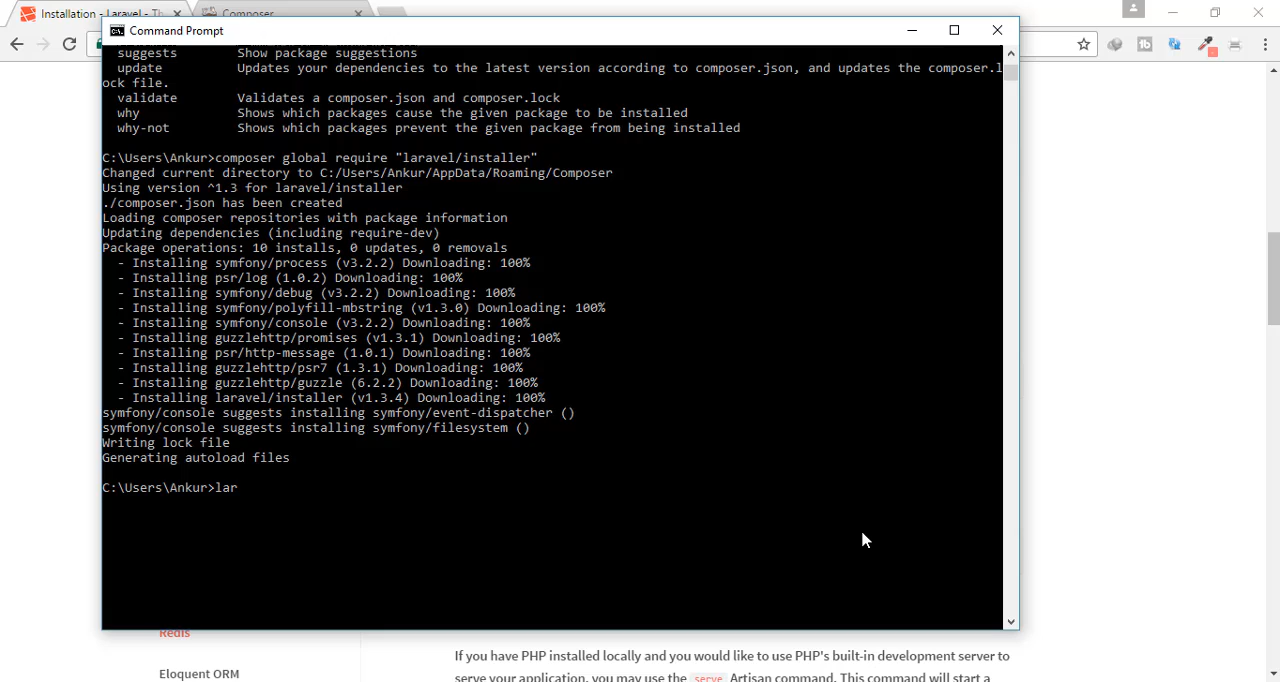 Installation - Laravel - Th
Composer
Command Prompt
suggests Show package suggestions
update Updates your dependencies to the latest version according to composer.json, and updates the composer.l
ock file.
validate Validates a composer.json and composer.lock
why Shows which packages cause the given package to be installed
why-not Shows which packages prevent the given package from being installed
C:\Users\Ankur>composer global require "laravel/installer"
Changed current directory to C:/Users/Ankur/AppData/Roaming/Composer
Using version ^1.3 for laravel/installer
./composer.json has been created
Loading composer repositories with package information
Updating dependencies (including require-dev)
Package operations: 10 installs, 0 updates, 0 removals
- Installing symfony/process (v3.2.2) Downloading: 100%
- Installing psr/log (1.0.2) Downloading: 100%
- Installing symfony/debug (v3.2.2) Downloading: 100%
- Installing symfony/polyfill-mbstring (v1.3.0) Downloading: 100%
- Installing symfony/console (v3.2.2) Downloading: 100%
- Installing guzzlehttp/promises (v1.3.1) Downloading: 100%
- Installing psr/http-message (1.0.1) Downloading: 100%
- Installing guzzlehttp/psr7 (1.3.1) Downloading: 100%
- Installing guzzlehttp/guzzle (6.2.2) Downloading: 100%
- Installing laravel/installer (v1.3.4) Downloading: 100%
symfony/console suggests installing symfony/event-dispatcher ()
symfony/console suggests installing symfony/filesystem ()
Writing lock file
Generating autoload files
C:\Users\Ankur>lar
Redis
Eloquent ORM
If you have PHP installed locally and you would like to use PHP's built-in development server to
serve your application, you may use the serve Artisan command. This command will start a